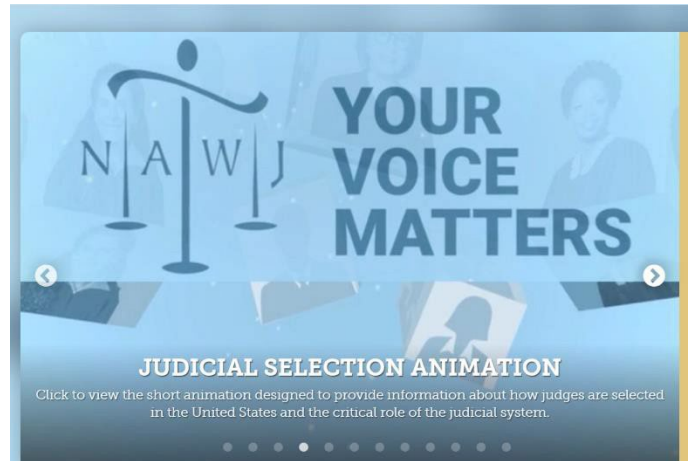 NAWJ
YOUR
VOICE
MATTERS
JUDICIAL SELECTION ANIMATION
Click to view the short animation designed to provide information about how judges are selected
in the United States and the critical role of the judicial system.